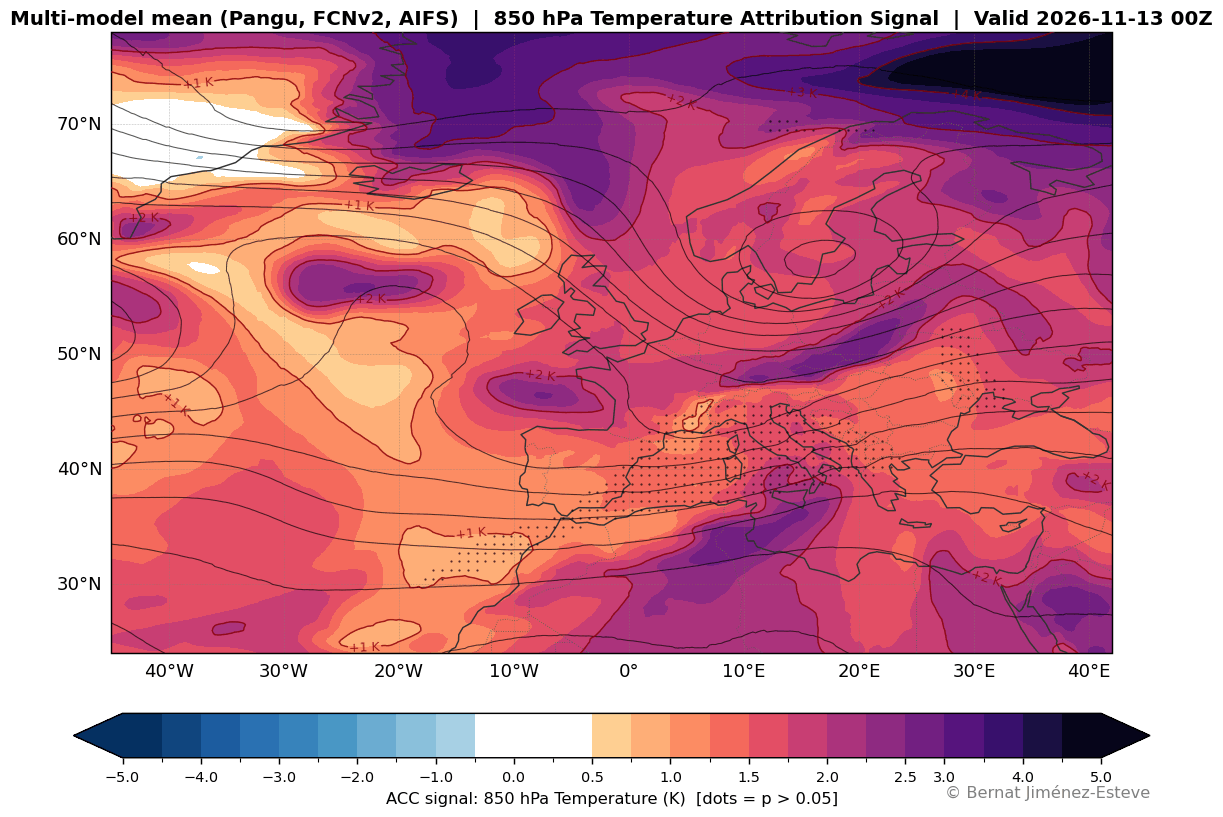 Multi-model mean (Pangu, FCNv2, AIFS)  |  850 hPa Temperature Attribution Signal  |  Valid 2026-11-13 00Z
+1 K
+2 K
+3 K
+4 K
70°N
+2 K
+1 K
60°N
+2 K
+2 K
50°N
+2 K
+1 K
40°N
+2 K
+1 K
30°N
+2 K
+1 K
40°W 30°W 20°W 10°W 0° 10°E 20°E 30°E 40°E
−5.0 −4.0 −3.0 −2.0 −1.0 0.0 0.5 1.0 1.5 2.0 2.5 3.0 4.0 5.0
ACC signal: 850 hPa Temperature (K)  [dots = p > 0.05]
© Bernat Jiménez-Esteve